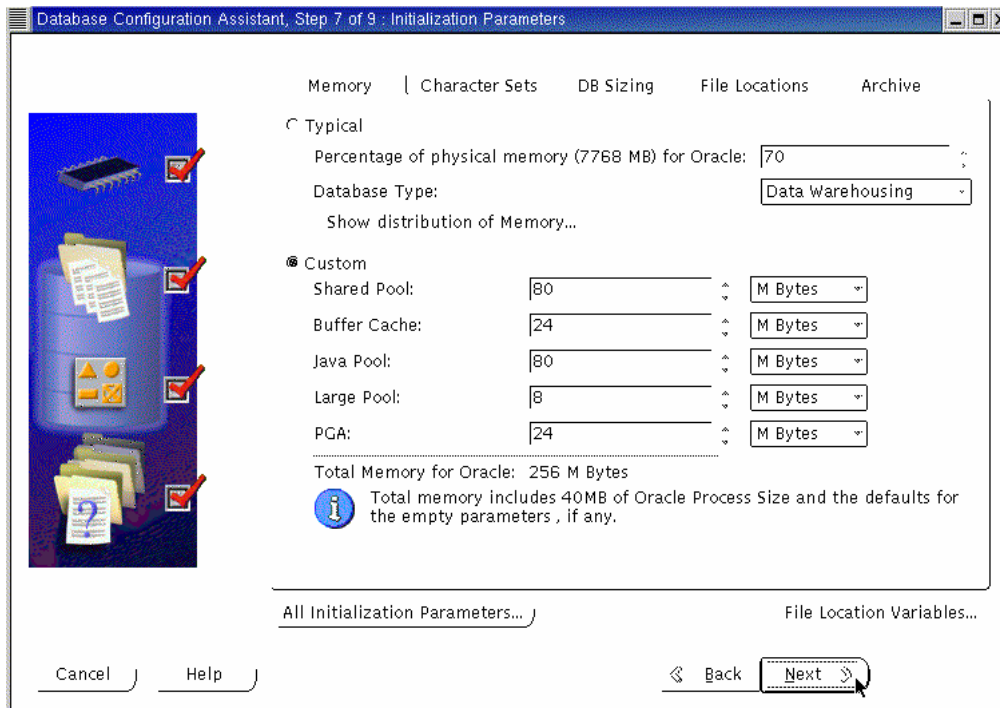 Database Configuration Assistant, Step 7 of 9 : Initialization Parameters
Memory Character Sets DB Sizing File Locations Archive
Typical
Percentage of physical memory (7768 MB) for Oracle: 70
Database Type: Data Warehousing
Show distribution of Memory...
Custom
Shared Pool: 80 M Bytes
Buffer Cache: 24 M Bytes
Java Pool: 80 M Bytes
Large Pool: 8 M Bytes
PGA: 24 M Bytes
Total Memory for Oracle: 256 M Bytes
Total memory includes 40MB of Oracle Process Size and the defaults for
the empty parameters , if any.
All Initialization Parameters... File Location Variables...
Cancel Help Back Next